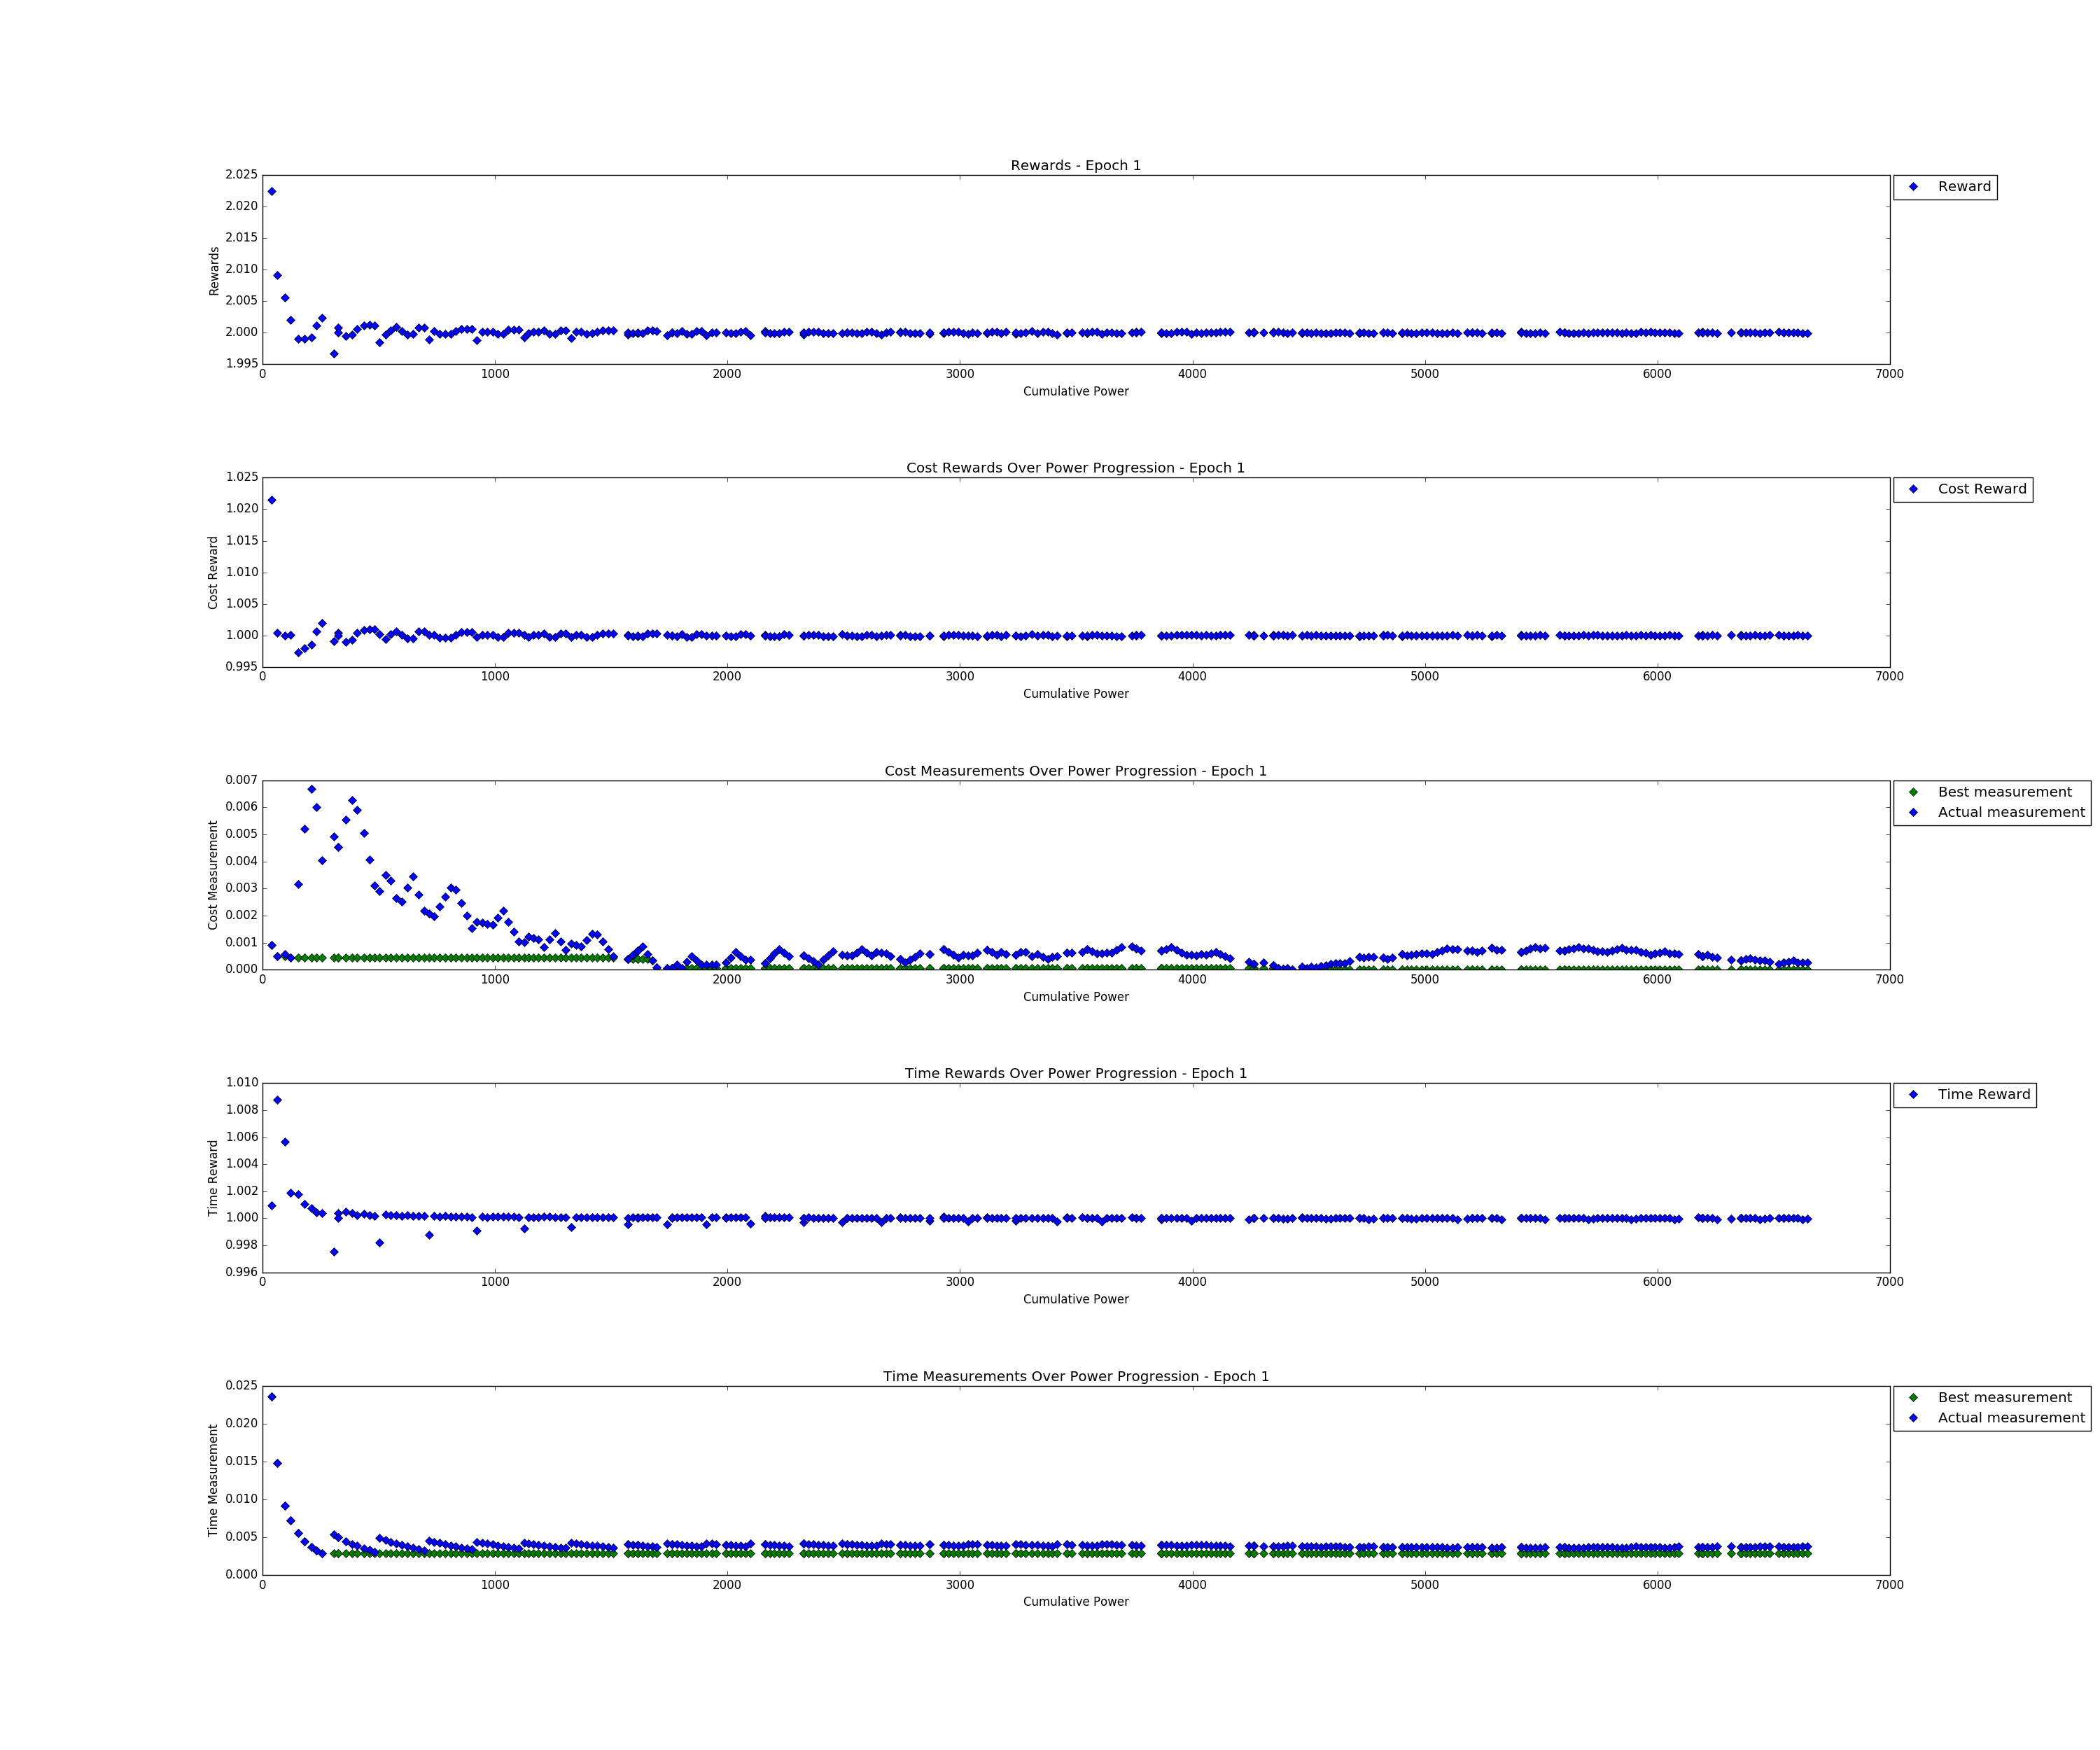 Rewards - Epoch 1
2.025
2.020
2.015
2.010
2.005
2.000
1.995
Rewards
0 1000 2000 3000 4000 5000 6000 7000
Cumulative Power
Reward
Cost Rewards Over Power Progression - Epoch 1
1.025
1.020
1.015
1.010
1.005
1.000
0.995
Cost Reward
0 1000 2000 3000 4000 5000 6000 7000
Cumulative Power
Cost Reward
Cost Measurements Over Power Progression - Epoch 1
0.007
0.006
0.005
0.004
0.003
0.002
0.001
0.000
Cost Measurement
0 1000 2000 3000 4000 5000 6000 7000
Cumulative Power
Best measurement
Actual measurement
Time Rewards Over Power Progression - Epoch 1
1.010
1.008
1.006
1.004
1.002
1.000
0.998
0.996
Time Reward
0 1000 2000 3000 4000 5000 6000 7000
Cumulative Power
Time Reward
Time Measurements Over Power Progression - Epoch 1
0.025
0.020
0.015
0.010
0.005
0.000
Time Measurement
0 1000 2000 3000 4000 5000 6000 7000
Cumulative Power
Best measurement
Actual measurement